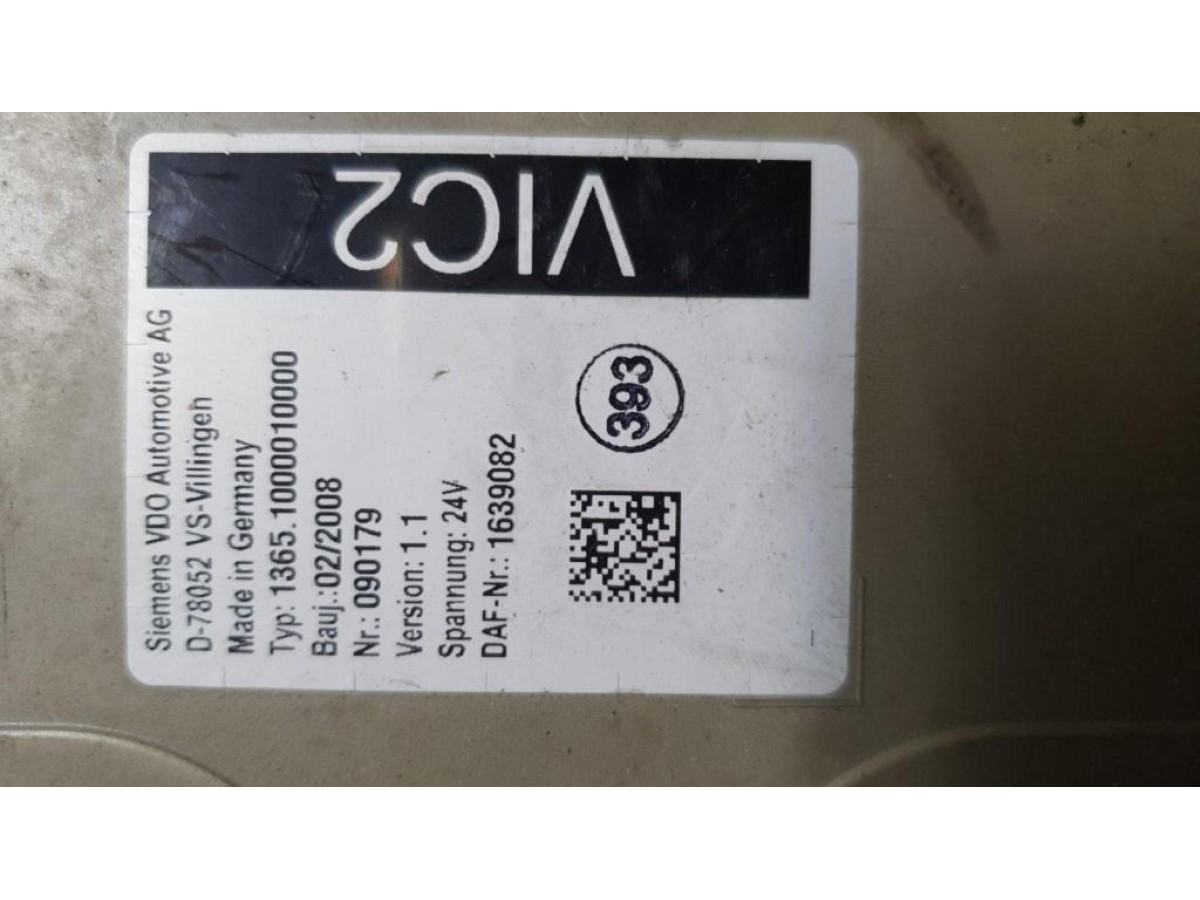 VIC2
Siemens VDO Automotive AG
D-78052 VS-Villingen
Made in Germany
Typ: 1365.1000010000
Bauj.:02/2008
Nr.: 090179
Version: 1.1
Spannung: 24V
DAF-Nr.: 1639082
393